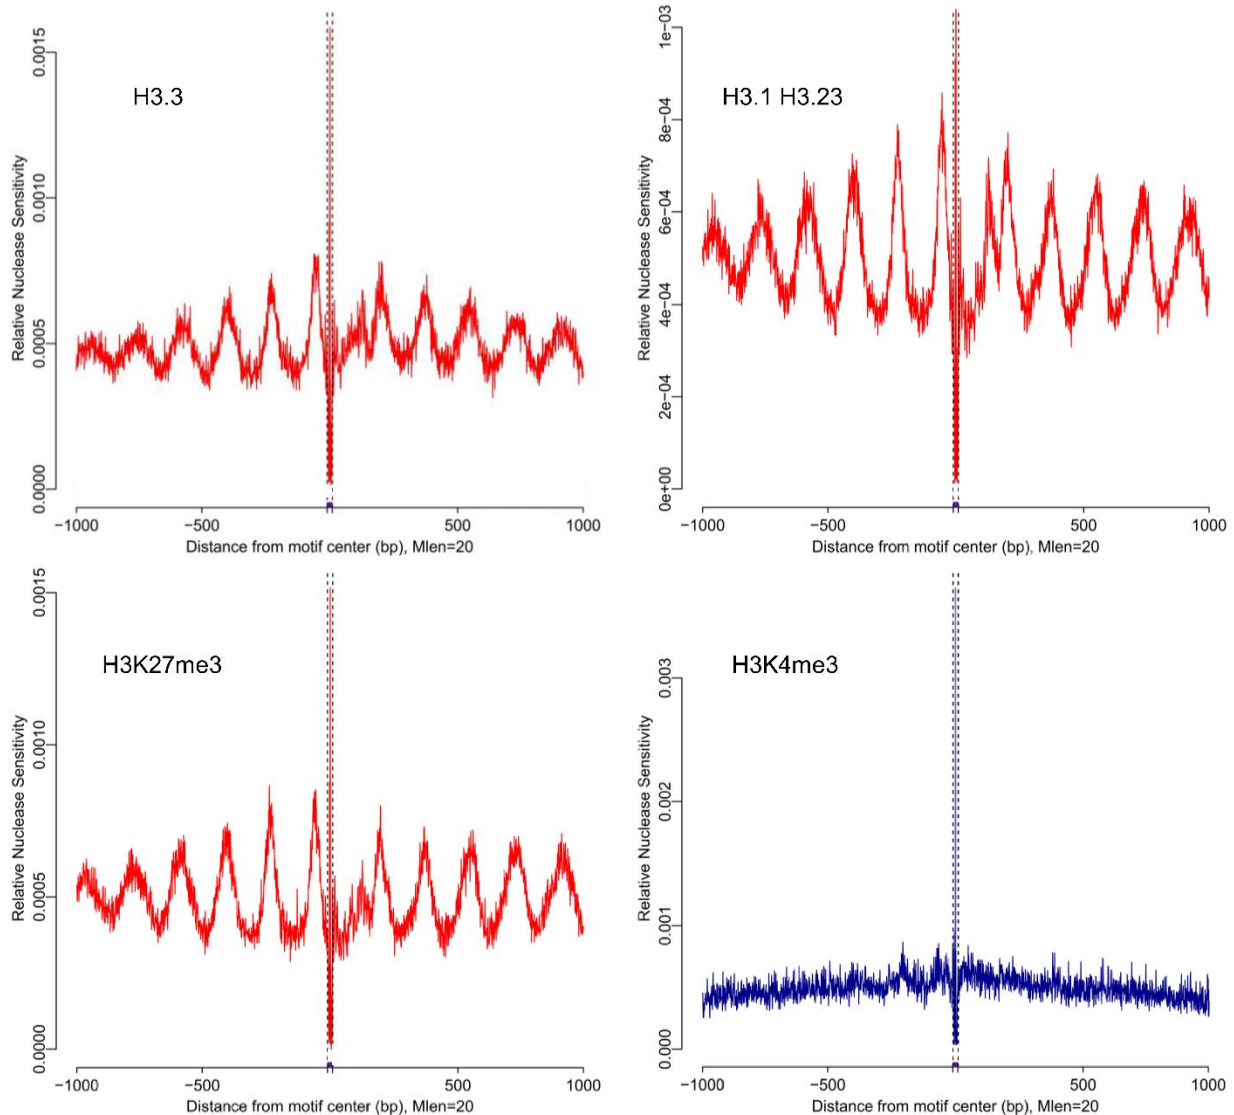 H3.3
Relative Nuclease Sensitivity
0.0015
0.0010
0.0005
0.0000
−1000
−500
500
1000
Distance from motif center (bp), Mlen=20
H3.1 H3.23
Relative Nuclease Sensitivity
1e−03
8e−04
6e−04
4e−04
2e−04
0e+00
−1000
−500
500
1000
Distance from motif center (bp), Mlen=20
H3K27me3
Relative Nuclease Sensitivity
0.0015
0.0010
0.0005
0.0000
−1000
−500
500
1000
Distance from motif center (bp), Mlen=20
H3K4me3
Relative Nuclease Sensitivity
0.003
0.002
0.001
0.000
−1000
−500
500
1000
Distance from motif center (bp), Mlen=20